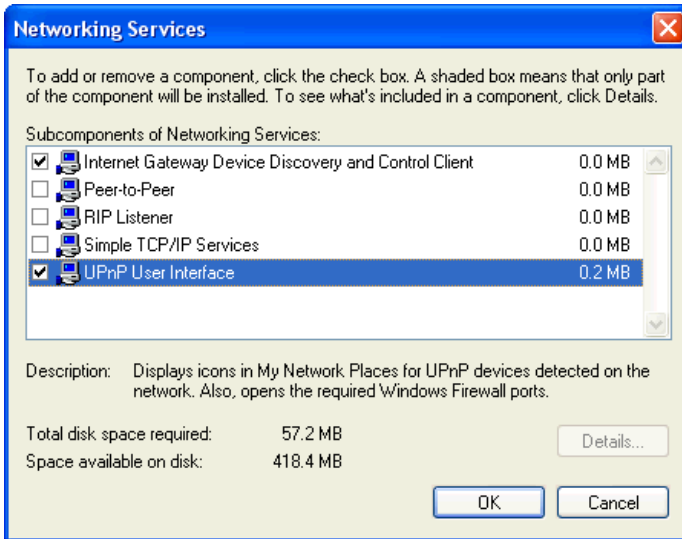 Networking Services
To add or remove a component, click the check box. A shaded box means that only part
of the component will be installed. To see what's included in a component, click Details.
Subcomponents of Networking Services:
Internet Gateway Device Discovery and Control Client 0.0 MB
Peer-to-Peer 0.0 MB
RIP Listener 0.0 MB
Simple TCP/IP Services 0.0 MB
UPnP User Interface 0.2 MB
Description: Displays icons in My Network Places for UPnP devices detected on the
network. Also, opens the required Windows Firewall ports.
Total disk space required: 57.2 MB
Details...
Space available on disk: 418.4 MB
OK Cancel